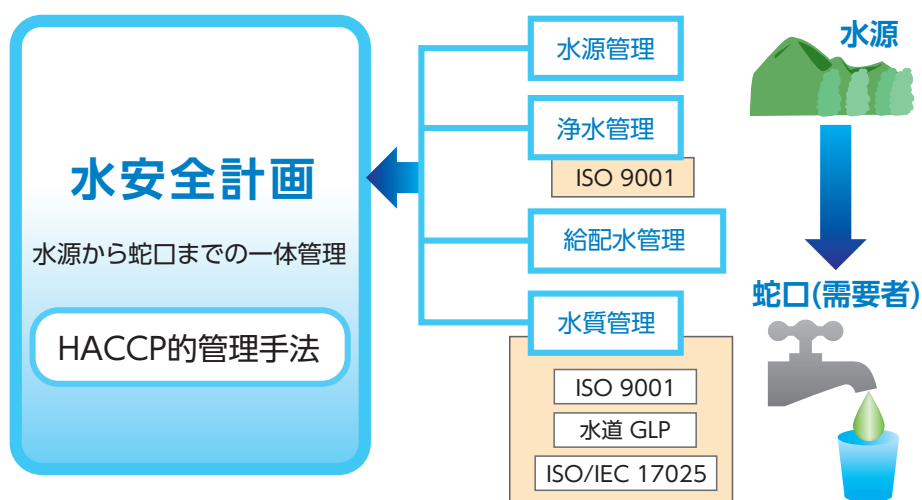 水安全計画
水源から蛇口までの一体管理
HACCP的管理手法
水源管理
浄水管理
ISO 9001
給配水管理
水質管理
ISO 9001
水道 GLP
ISO/IEC 17025
水源
蛇口(需要者)